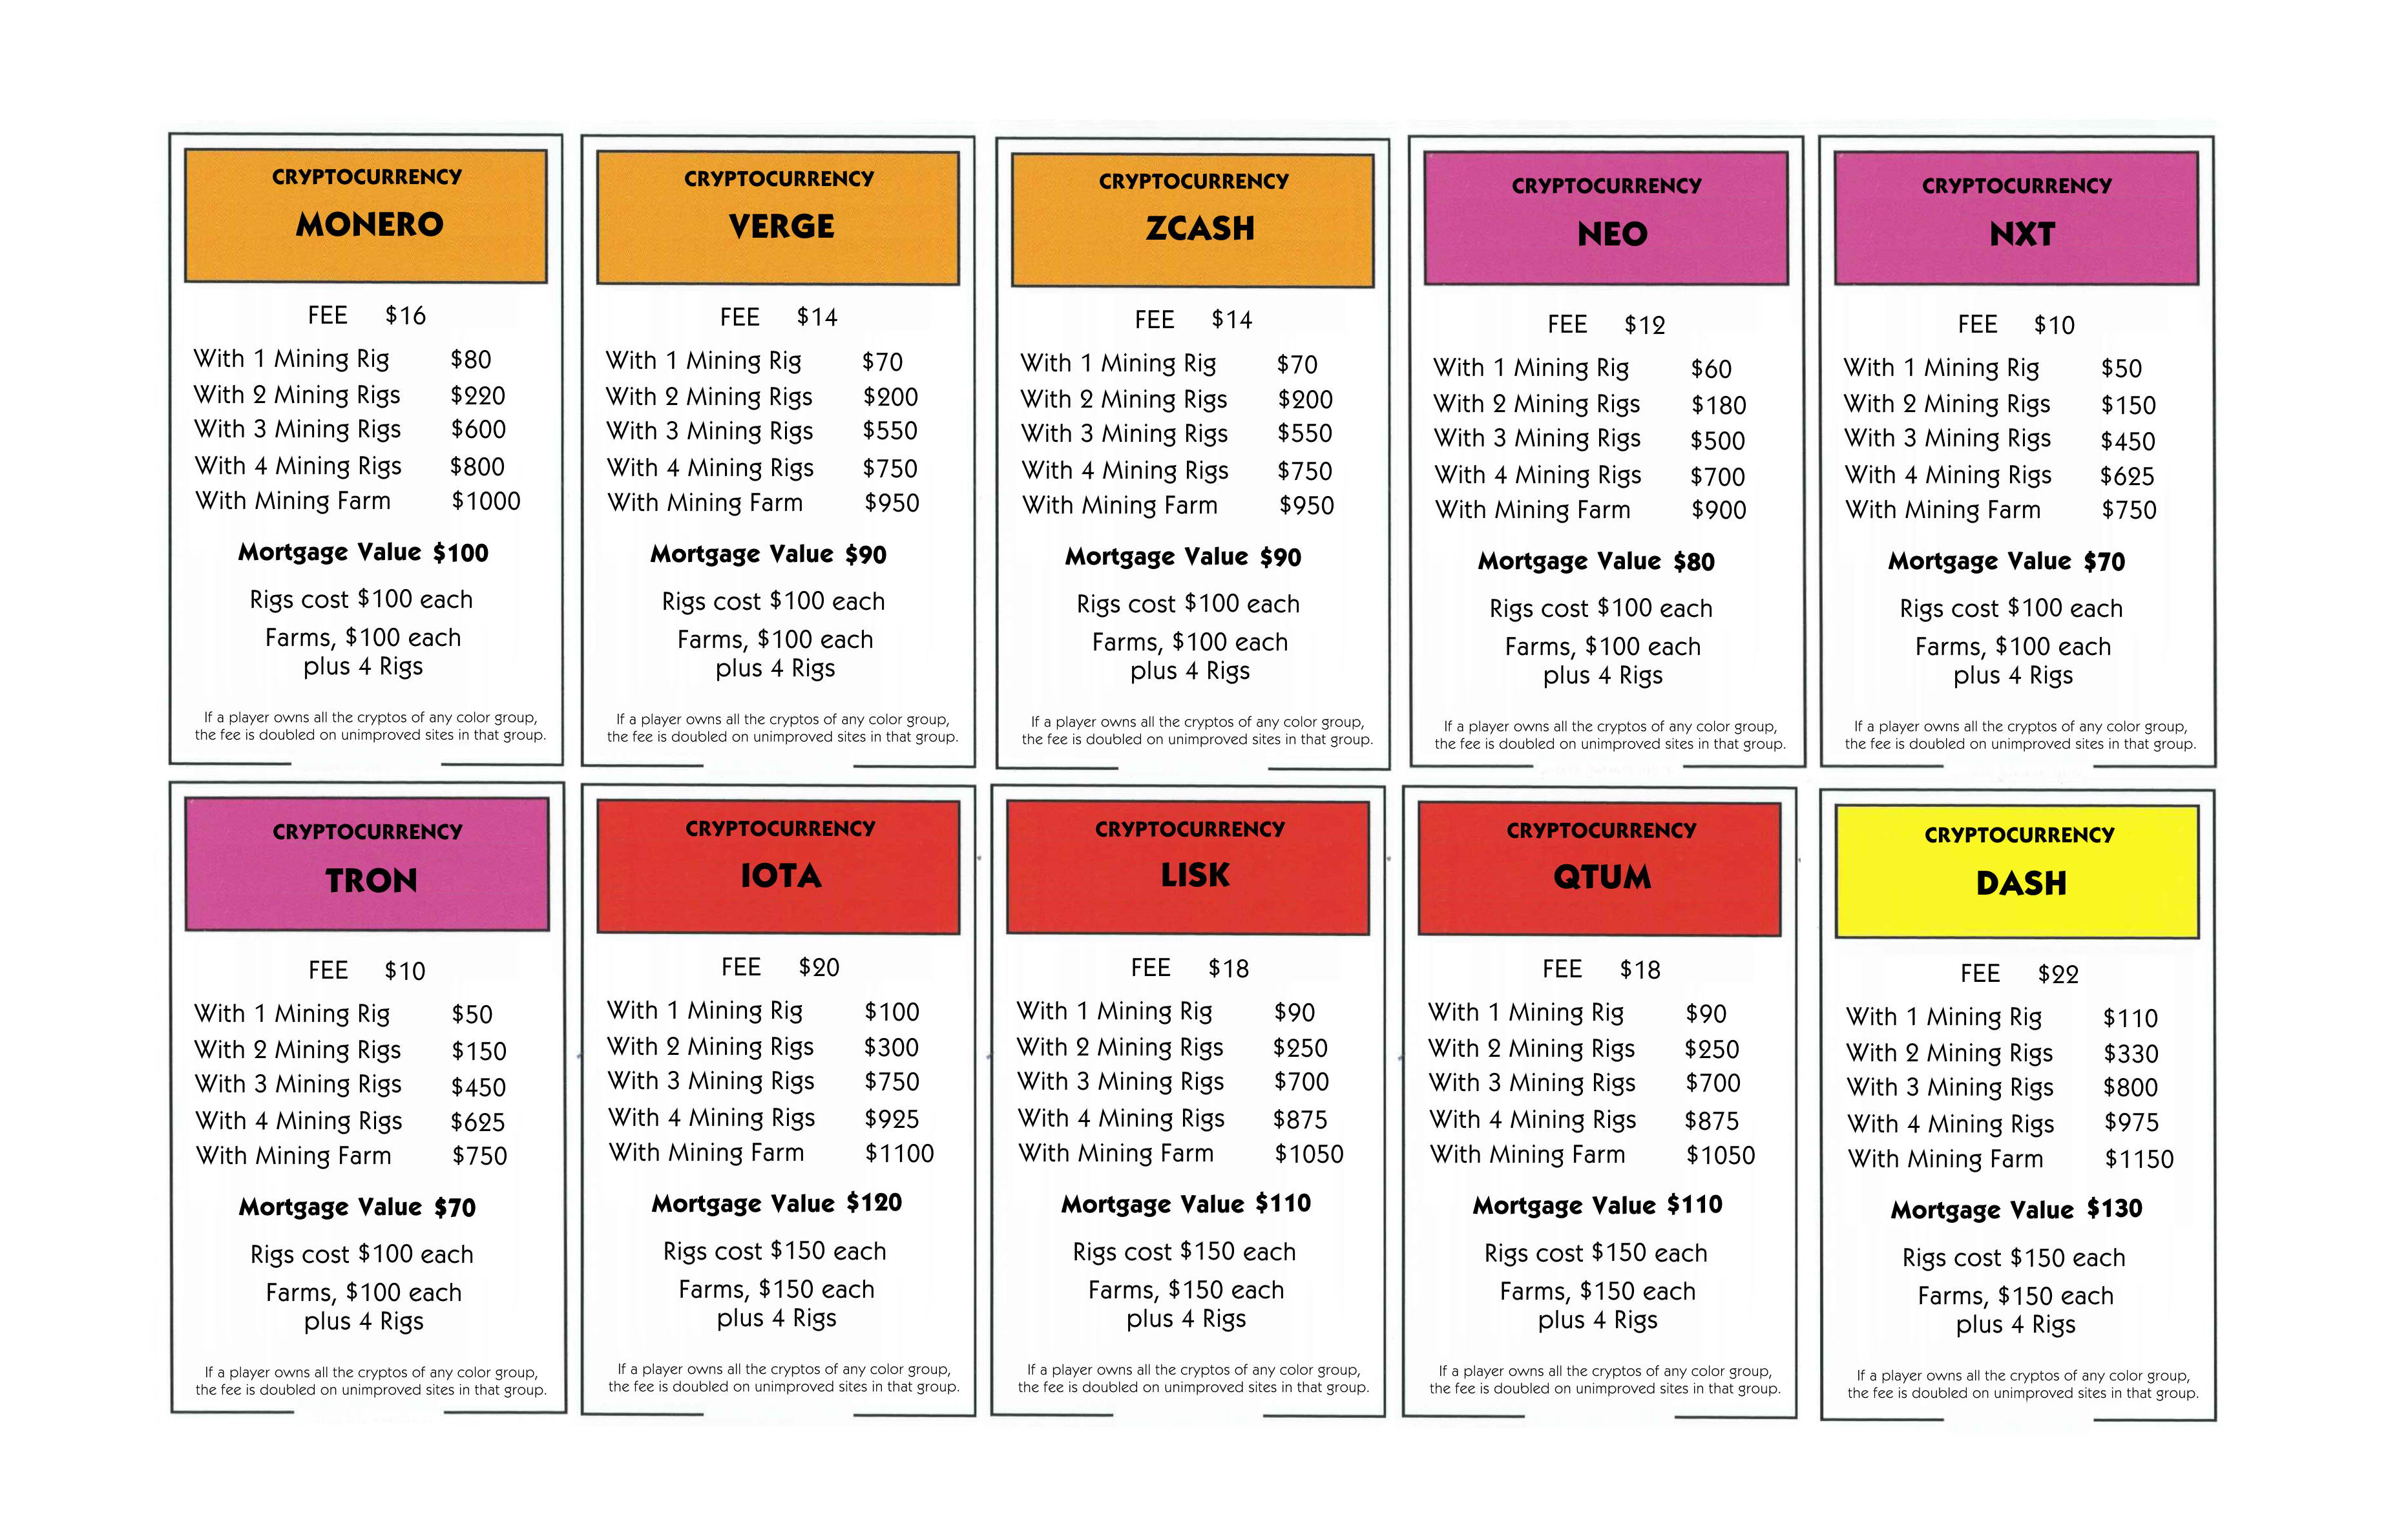 CRYPTOCURRENCY
MONERO
FEE $16
With 1 Mining Rig $80
With 2 Mining Rigs $220
With 3 Mining Rigs $600
With 4 Mining Rigs $800
With Mining Farm $1000
Mortgage Value $100
Rigs cost $100 each
Farms, $100 each
plus 4 Rigs
If a player owns all the cryptos of any color group,
the fee is doubled on unimproved sites in that group.
CRYPTOCURRENCY
VERGE
FEE $14
With 1 Mining Rig $70
With 2 Mining Rigs $200
With 3 Mining Rigs $550
With 4 Mining Rigs $750
With Mining Farm $950
Mortgage Value $90
Rigs cost $100 each
Farms, $100 each
plus 4 Rigs
If a player owns all the cryptos of any color group,
the fee is doubled on unimproved sites in that group.
CRYPTOCURRENCY
ZCASH
FEE $14
With 1 Mining Rig $70
With 2 Mining Rigs $200
With 3 Mining Rigs $550
With 4 Mining Rigs $750
With Mining Farm $950
Mortgage Value $90
Rigs cost $100 each
Farms, $100 each
plus 4 Rigs
If a player owns all the cryptos of any color group,
the fee is doubled on unimproved sites in that group.
CRYPTOCURRENCY
NEO
FEE $12
With 1 Mining Rig $60
With 2 Mining Rigs $180
With 3 Mining Rigs $500
With 4 Mining Rigs $700
With Mining Farm $900
Mortgage Value $80
Rigs cost $100 each
Farms, $100 each
plus 4 Rigs
If a player owns all the cryptos of any color group,
the fee is doubled on unimproved sites in that group.
CRYPTOCURRENCY
NXT
FEE $10
With 1 Mining Rig $50
With 2 Mining Rigs $150
With 3 Mining Rigs $450
With 4 Mining Rigs $625
With Mining Farm $750
Mortgage Value $70
Rigs cost $100 each
Farms, $100 each
plus 4 Rigs
If a player owns all the cryptos of any color group,
the fee is doubled on unimproved sites in that group.
CRYPTOCURRENCY
TRON
FEE $10
With 1 Mining Rig $50
With 2 Mining Rigs $150
With 3 Mining Rigs $450
With 4 Mining Rigs $625
With Mining Farm $750
Mortgage Value $70
Rigs cost $100 each
Farms, $100 each
plus 4 Rigs
If a player owns all the cryptos of any color group,
the fee is doubled on unimproved sites in that group.
CRYPTOCURRENCY
IOTA
FEE $20
With 1 Mining Rig $100
With 2 Mining Rigs $300
With 3 Mining Rigs $750
With 4 Mining Rigs $925
With Mining Farm $1100
Mortgage Value $120
Rigs cost $150 each
Farms, $150 each
plus 4 Rigs
If a player owns all the cryptos of any color group,
the fee is doubled on unimproved sites in that group.
CRYPTOCURRENCY
LISK
FEE $18
With 1 Mining Rig $90
With 2 Mining Rigs $250
With 3 Mining Rigs $700
With 4 Mining Rigs $875
With Mining Farm $1050
Mortgage Value $110
Rigs cost $150 each
Farms, $150 each
plus 4 Rigs
If a player owns all the cryptos of any color group,
the fee is doubled on unimproved sites in that group.
CRYPTOCURRENCY
QTUM
FEE $18
With 1 Mining Rig $90
With 2 Mining Rigs $250
With 3 Mining Rigs $700
With 4 Mining Rigs $875
With Mining Farm $1050
Mortgage Value $110
Rigs cost $150 each
Farms, $150 each
plus 4 Rigs
If a player owns all the cryptos of any color group,
the fee is doubled on unimproved sites in that group.
CRYPTOCURRENCY
DASH
FEE $22
With 1 Mining Rig $110
With 2 Mining Rigs $330
With 3 Mining Rigs $800
With 4 Mining Rigs $975
With Mining Farm $1150
Mortgage Value $130
Rigs cost $150 each
Farms, $150 each
plus 4 Rigs
If a player owns all the cryptos of any color group,
the fee is doubled on unimproved sites in that group.